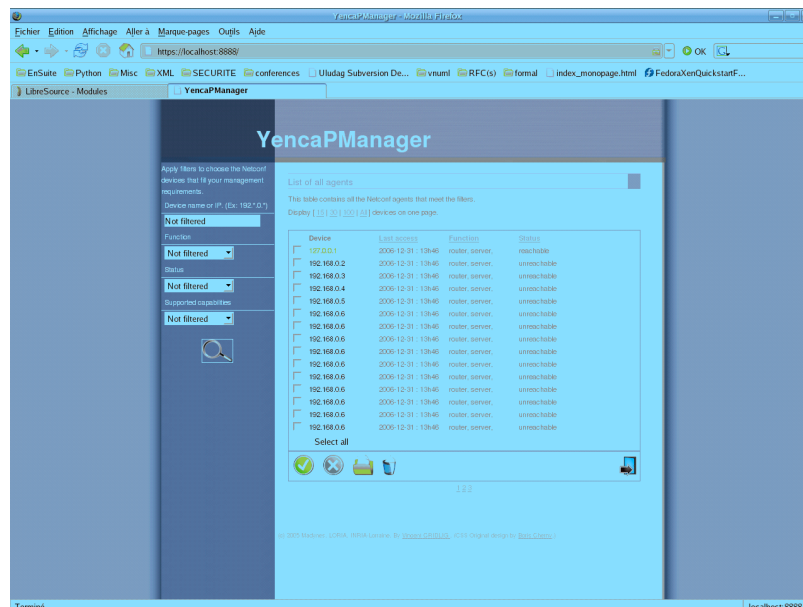 YencaPManager - Mozilla Firefox
Fichier Edition Affichage Aller à Marque-pages Outils Aide
https://localhost:8888/
OK
EnSuite Python Misc XML SECURITE conferences Uludag Subversion De... vnuml RFC(s) formal index_monopage.html FedoraXenQuickstartF...
LibreSource - Modules
YencaPManager
YencaPManager
Apply filters to choose the Netconf
devices that fill your management
requirements.
Device name or IP. (Ex: 192.*.0.*)
Not filtered
Function
Not filtered
Status
Not filtered
Supported capabilities
Not filtered
List of all agents
This table contains all the Netconf agents that meet the filters.
Display [ 15 | 30 | 100 | All ] devices on one page.
Device Last access Function Status
127.0.0.1 2006-12-31 : 13h46 router, server, reachable
192.168.0.2 2006-12-31 : 13h46 router, server, unreachable
192.168.0.3 2006-12-31 : 13h46 router, server, unreachable
192.168.0.4 2006-12-31 : 13h46 router, server, unreachable
192.168.0.5 2006-12-31 : 13h46 router, server, unreachable
192.168.0.6 2006-12-31 : 13h46 router, server, unreachable
192.168.0.6 2006-12-31 : 13h46 router, server, unreachable
192.168.0.6 2006-12-31 : 13h46 router, server, unreachable
192.168.0.6 2006-12-31 : 13h46 router, server, unreachable
192.168.0.6 2006-12-31 : 13h46 router, server, unreachable
192.168.0.6 2006-12-31 : 13h46 router, server, unreachable
192.168.0.6 2006-12-31 : 13h46 router, server, unreachable
192.168.0.6 2006-12-31 : 13h46 router, server, unreachable
192.168.0.6 2006-12-31 : 13h46 router, server, unreachable
192.168.0.6 2006-12-31 : 13h46 router, server, unreachable
Select all
1 2 >
Terminé
localhost:8888